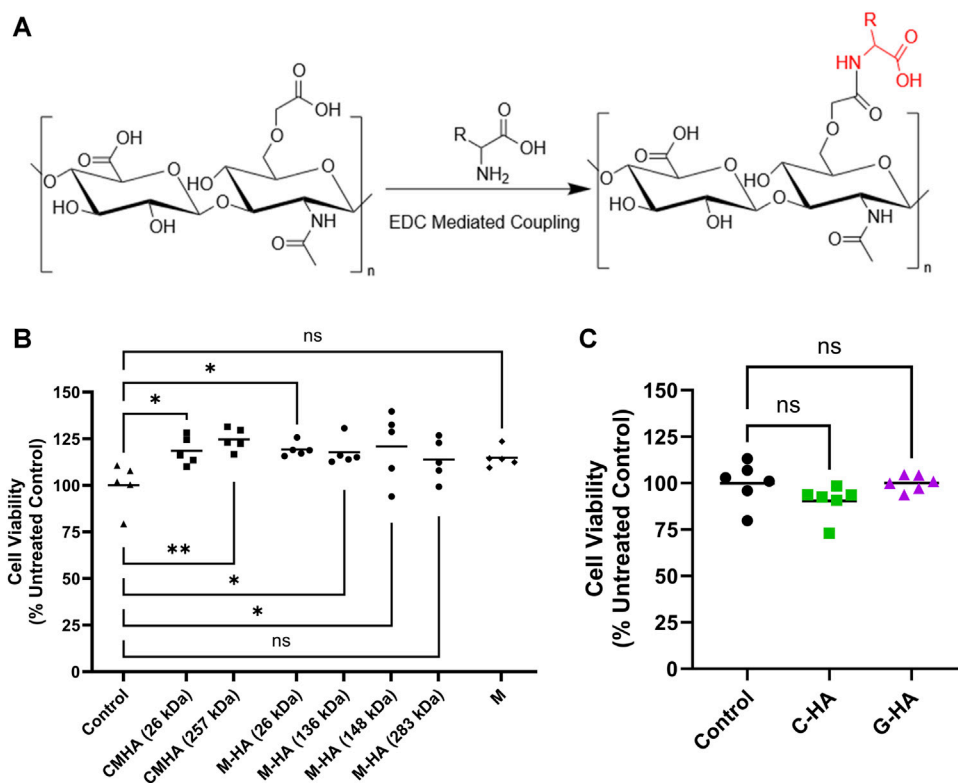 A
R
O
HN
OH
O
OH
O
R
O
OH
NH₂
O
O
OH
O
O
O
O
HO
HO
O
O
OH
NH
O
n
EDC Mediated Coupling
O
OH
O
O
HO
HO
O
O
OH
NH
O
n
B
ns
*
*
150
125
100
75
50
25
0
Cell Viability
(% Untreated Control)
**
*
*
ns
Control
CMHA (26 kDa)
CMHA (257 kDa)
M-HA (26 kDa)
M-HA (136 kDa)
M-HA (148 kDa)
M-HA (283 kDa)
M
C
ns
ns
150
125
100
75
50
25
0
Cell Viability
(% Untreated Control)
Control
C-HA
G-HA